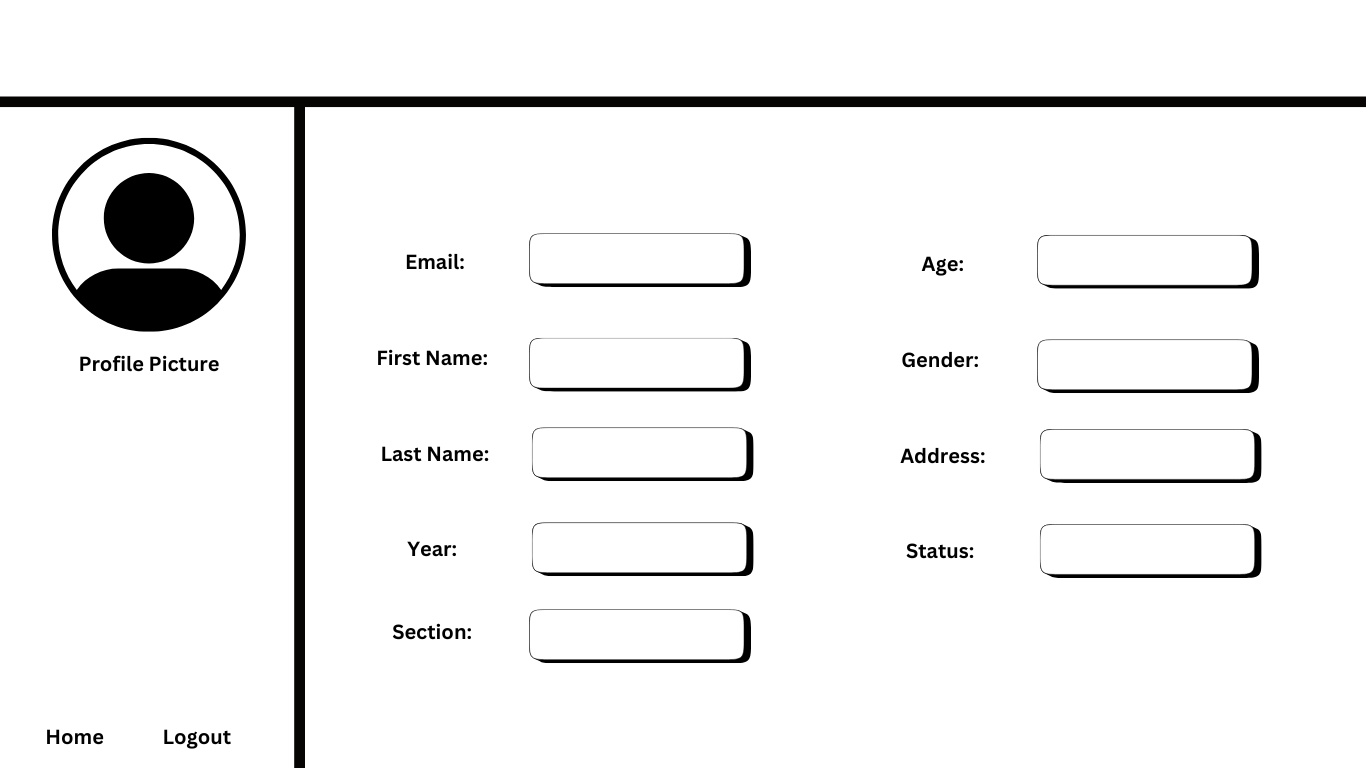 Profile Picture
Home
Logout
Email:
First Name:
Last Name:
Year:
Section:
Age:
Gender:
Address:
Status: